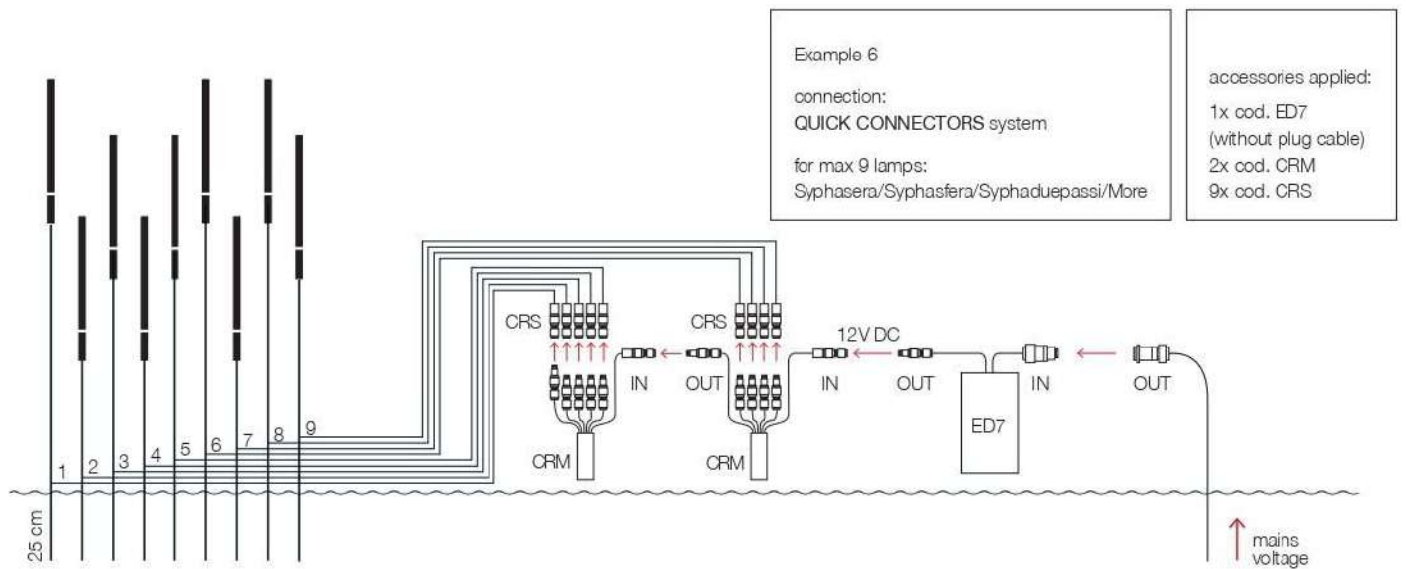 Example 6
connection:
QUICK CONNECTORS system
for max 9 lamps:
Syphasera/Syphasfera/Syphaduepassi/More
accessories applied:
1x cod. ED7
(without plug cable)
2x cod. CRM
9x cod. CRS
CRS
CRS
12V DC
IN
OUT
IN
OUT
IN
OUT
ED7
CRM
CRM
1
2
3
4
5
6
7
8
9
25 cm
mains
voltage